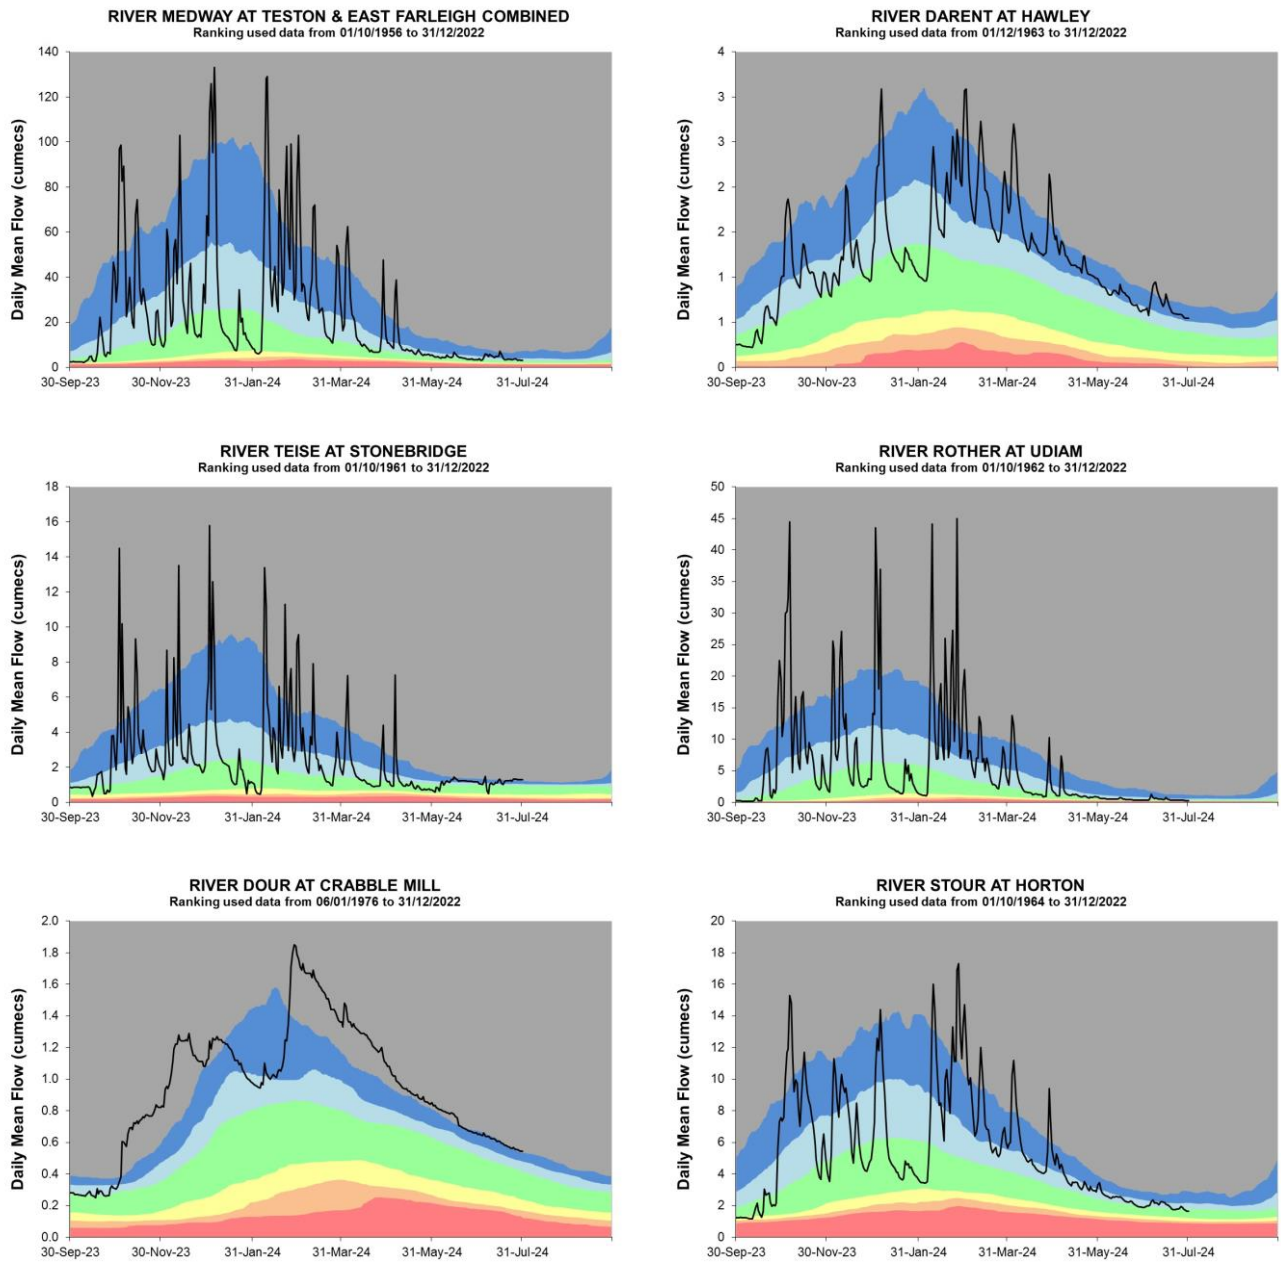 RIVER MEDWAY AT TESTON & EAST FARLEIGH COMBINED
Ranking used data from 01/10/1956 to 31/12/2022
Daily Mean Flow (cumecs)
140
120
100
80
60
40
20
0
30-Sep-23 30-Nov-23 31-Jan-24 31-Mar-24 31-May-24 31-Jul-24
RIVER DARENT AT HAWLEY
Ranking used data from 01/12/1963 to 31/12/2022
Daily Mean Flow (cumecs)
4
3
3
2
2
1
1
0
30-Sep-23 30-Nov-23 31-Jan-24 31-Mar-24 31-May-24 31-Jul-24
RIVER TEISE AT STONEBRIDGE
Ranking used data from 01/10/1961 to 31/12/2022
Daily Mean Flow (cumecs)
18
16
14
12
10
8
6
4
2
0
30-Sep-23 30-Nov-23 31-Jan-24 31-Mar-24 31-May-24 31-Jul-24
RIVER ROTHER AT UDIAM
Ranking used data from 01/10/1962 to 31/12/2022
Daily Mean Flow (cumecs)
50
45
40
35
30
25
20
15
10
5
0
30-Sep-23 30-Nov-23 31-Jan-24 31-Mar-24 31-May-24 31-Jul-24
RIVER DOUR AT CRABBLE MILL
Ranking used data from 06/01/1976 to 31/12/2022
Daily Mean Flow (cumecs)
2.0
1.8
1.6
1.4
1.2
1.0
0.8
0.6
0.4
0.2
0.0
30-Sep-23 30-Nov-23 31-Jan-24 31-Mar-24 31-May-24 31-Jul-24
RIVER STOUR AT HORTON
Ranking used data from 01/10/1964 to 31/12/2022
Daily Mean Flow (cumecs)
20
18
16
14
12
10
8
6
4
2
0
30-Sep-23 30-Nov-23 31-Jan-24 31-Mar-24 31-May-24 31-Jul-24